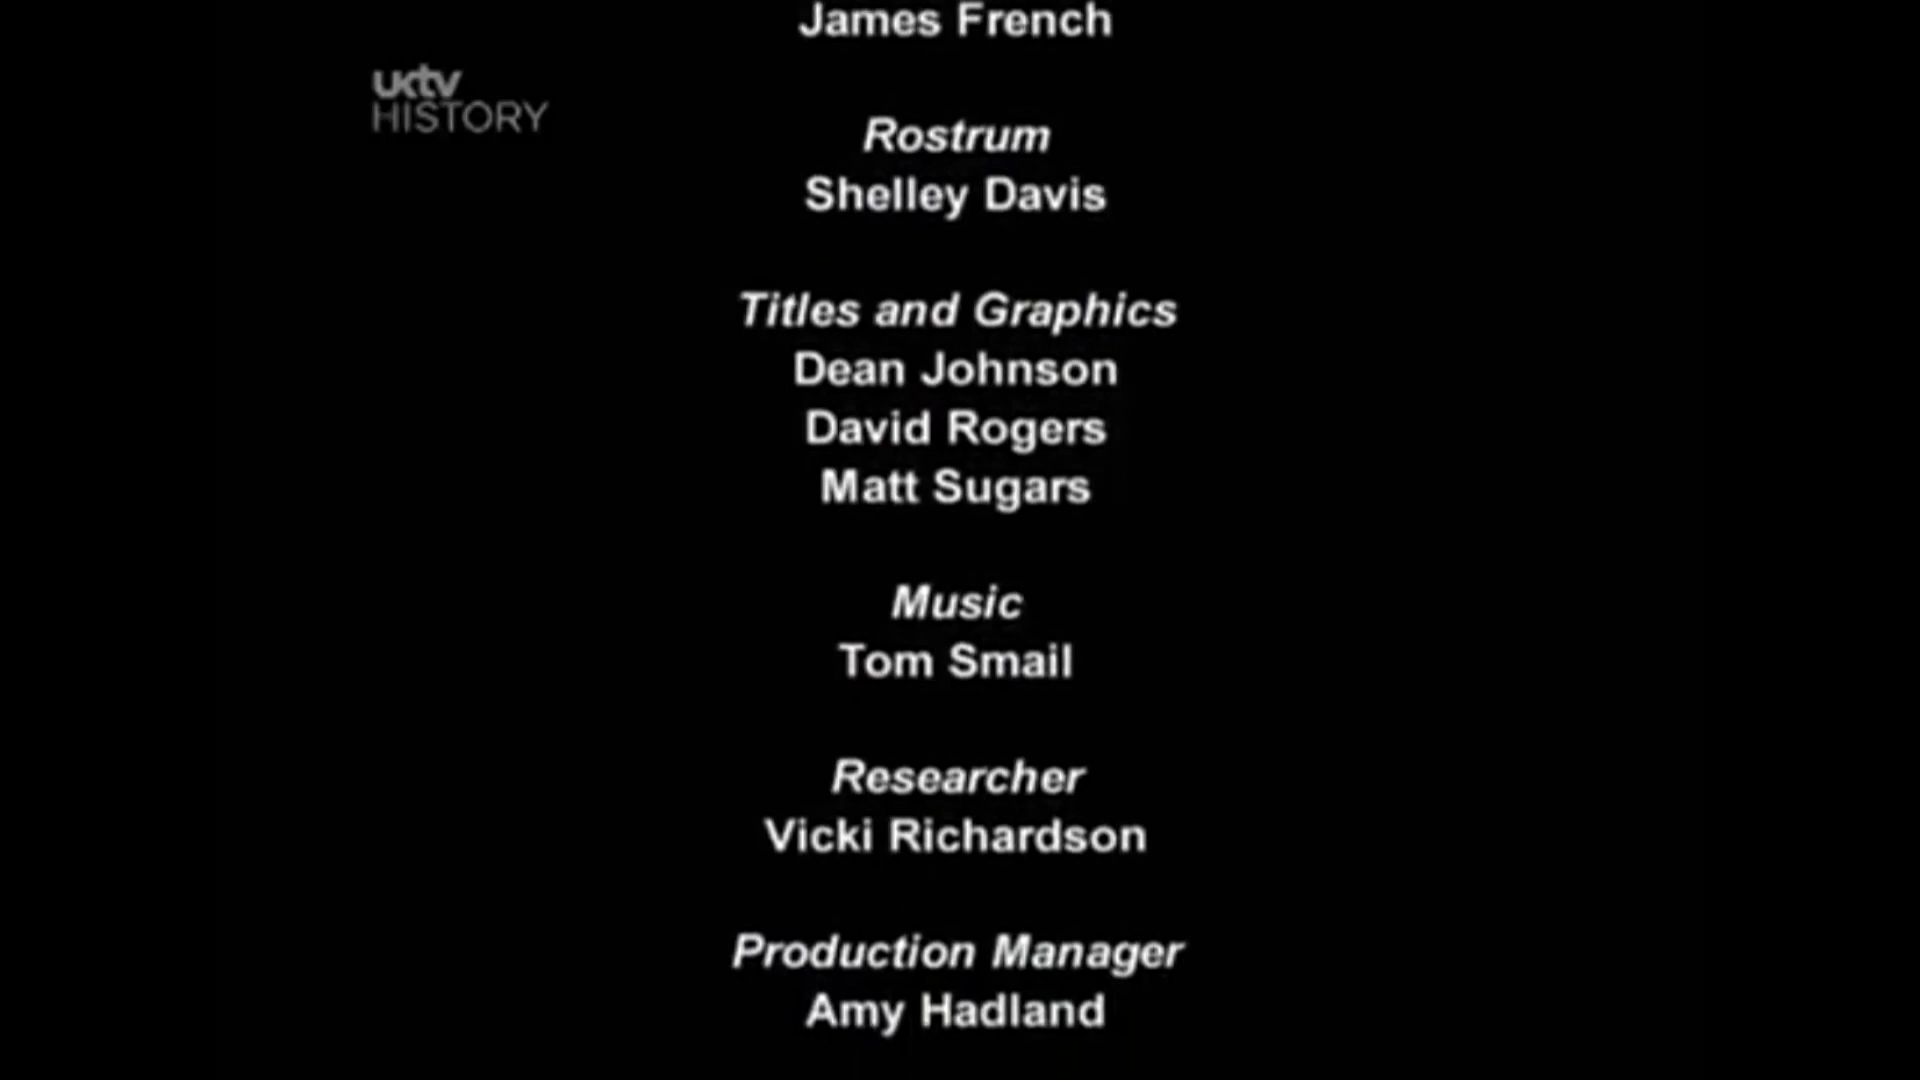 James French
uktv
HISTORY
Rostrum
Shelley Davis
Titles and Graphics
Dean Johnson
David Rogers
Matt Sugars
Music
Tom Smail
Researcher
Vicki Richardson
Production Manager
Amy Hadland